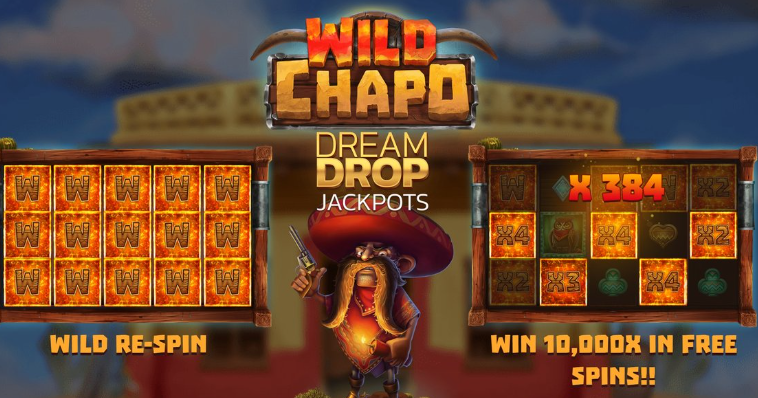 WILD
CHAPO
DREAM
DROP
JACKPOTS
W W W W W
W W W W W
W W W W W
WILD RE-SPIN
W X2
X 384
X4 X4 X2
X2 X3 X4
WIN 10,000X IN FREE
SPINS!!